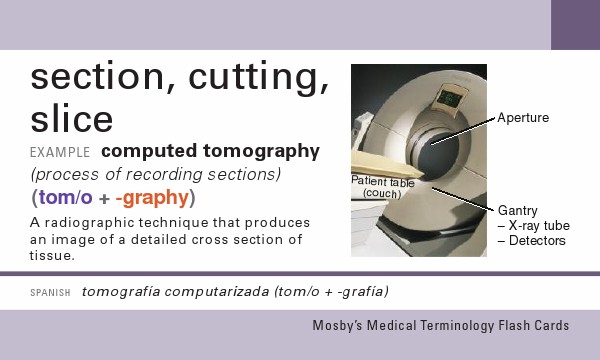 section, cutting,
slice
EXAMPLE computed tomography
(process of recording sections)
(tom/o + -graphy)
A radiographic technique that produces
an image of a detailed cross section of
tissue.
Aperture
Patient table
(couch)
Gantry
– X-ray tube
– Detectors
SPANISH tomografía computarizada (tom/o + -grafía)
Mosby's Medical Terminology Flash Cards